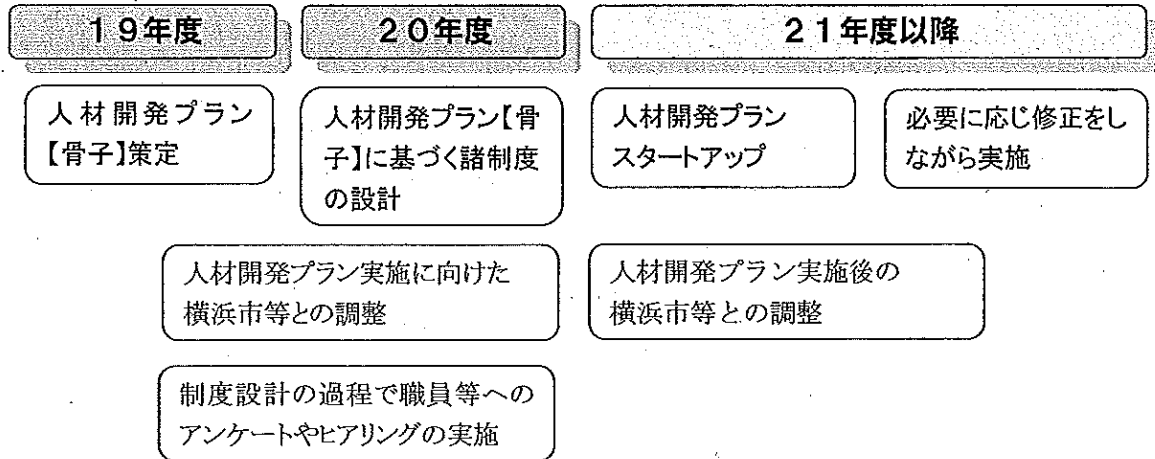 19年度
20年度
21年度以降
人材開発プラン
【骨子】策定
人材開発プラン【骨
子】に基づく諸制度
の設計
人材開発プラン
スタートアップ
必要に応じ修正をし
ながら実施
人材開発プラン実施に向けた
横浜市等との調整
人材開発プラン実施後の
横浜市等との調整
制度設計の過程で職員等への
アンケートやヒアリングの実施